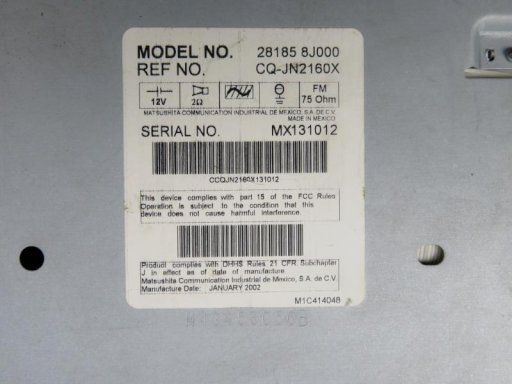 MODEL NO. 28185 8J000
REF NO. CQ-JN2160X
12V
2Ω
FM
75 Ohm
MATSUSHITA COMMUNICATION INDUSTRIAL DE MEXICO, S.A. DE C.V.
MADE IN MEXICO
SERIAL NO. MX131012
CCQJN2160X131012
This device complies with part 15 of the FCC Rules
Operation is subject to the condition that this
device does not cause harmful interference.
Product complies with DHHS Rules 21 CFR Subchapter
J in effect as of date of manufacture.
Matsushita Communication Industrial de Mexico, S.A. de C.V.
Manufacture Date: JANUARY 2002
M1C414048